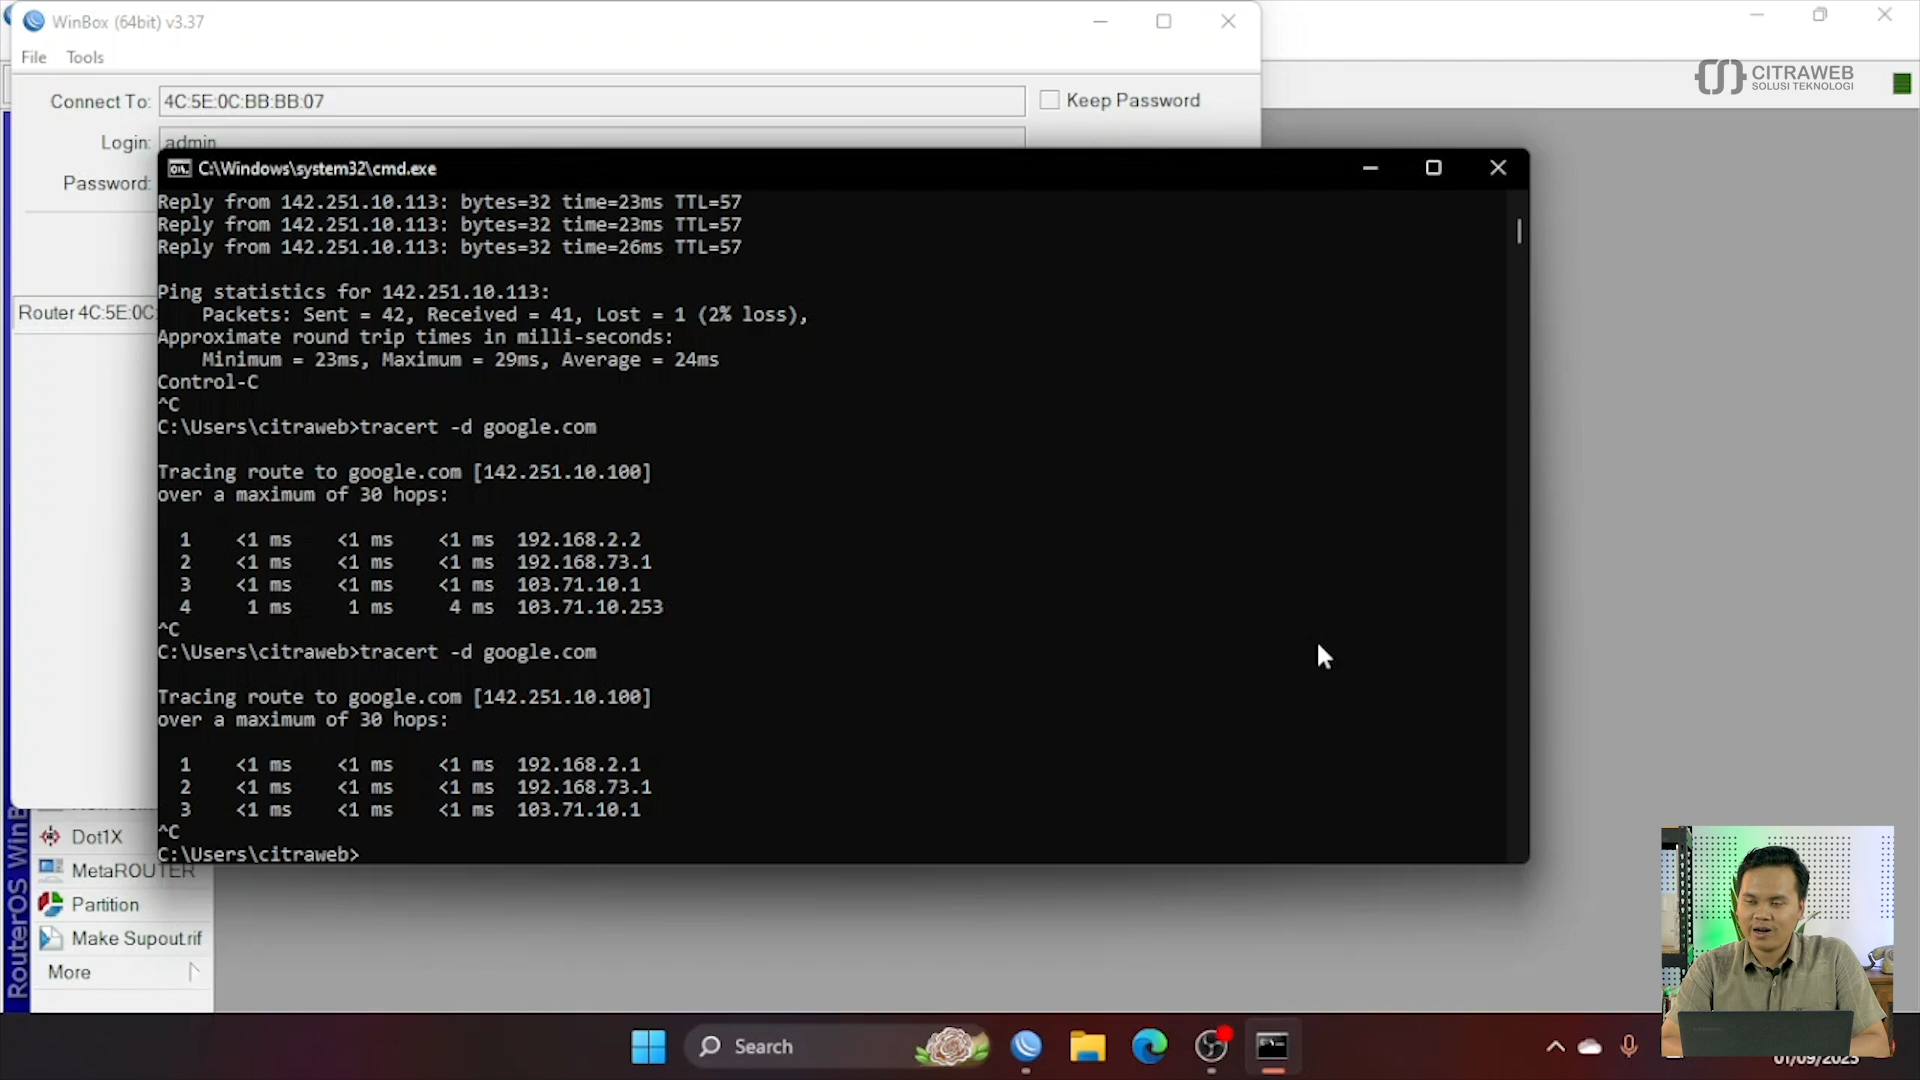 WinBox (64bit) v3.37
File Tools
CITRAWEB
SOLUSI TEKNOLOGI
Connect To: 4C:5E:0C:BB:BB:07 Keep Password
Login: admin
Password:
C:\Windows\system32\cmd.exe
Reply from 142.251.10.113: bytes=32 time=23ms TTL=57
Reply from 142.251.10.113: bytes=32 time=23ms TTL=57
Reply from 142.251.10.113: bytes=32 time=26ms TTL=57
Ping statistics for 142.251.10.113:
Packets: Sent = 42, Received = 41, Lost = 1 (2% loss),
Approximate round trip times in milli-seconds:
Minimum = 23ms, Maximum = 29ms, Average = 24ms
Control-C
^C
C:\Users\citraweb>tracert -d google.com
Tracing route to google.com [142.251.10.100]
over a maximum of 30 hops:
1 <1 ms <1 ms <1 ms 192.168.2.2
2 <1 ms <1 ms <1 ms 192.168.73.1
3 <1 ms <1 ms <1 ms 103.71.10.1
4 1 ms 1 ms 4 ms 103.71.10.253
^C
C:\Users\citraweb>tracert -d google.com
Tracing route to google.com [142.251.10.100]
over a maximum of 30 hops:
1 <1 ms <1 ms <1 ms 192.168.2.1
2 <1 ms <1 ms <1 ms 192.168.73.1
3 <1 ms <1 ms <1 ms 103.71.10.1
^C
C:\Users\citraweb>
Router 4C:5E:0C:
Dot1X
MetaROUTER
Partition
Make Supout.rif
More
RouterOS WinB
Search
01/09/2023